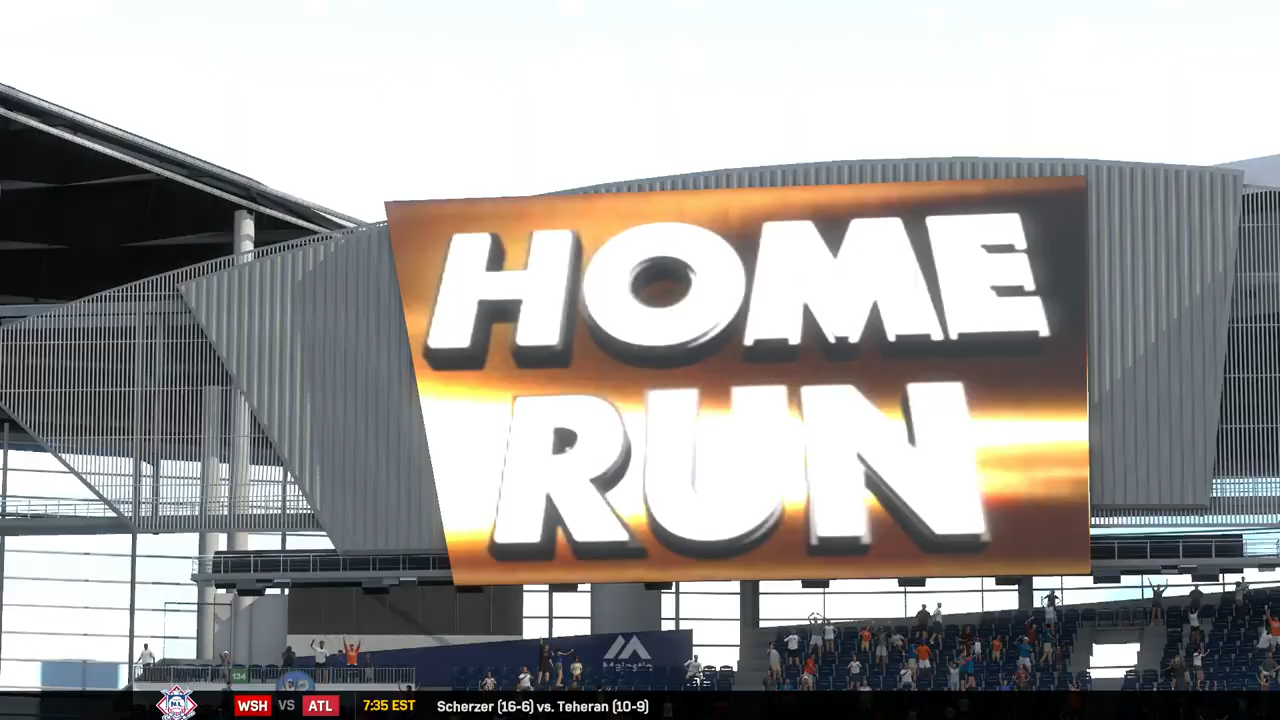 HOME
RUN
Majestic
134
N.L.
WSH VS ATL 7:35 EST Scherzer (16-6) vs. Teheran (10-9)